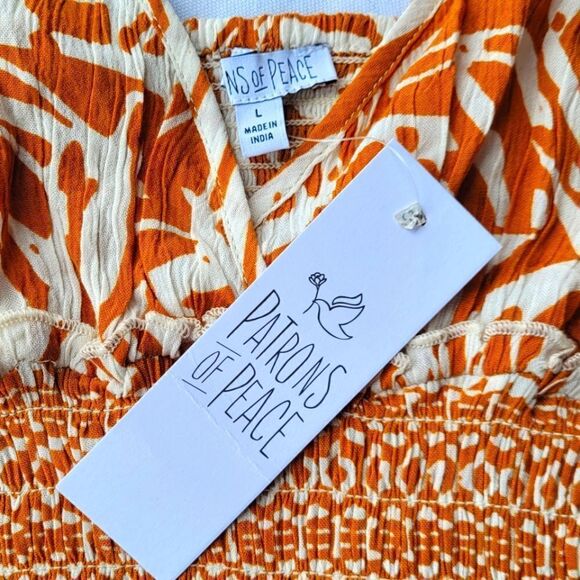 NS OF PEACE
L
MADE IN
INDIA
PATRONS
OF PEACE